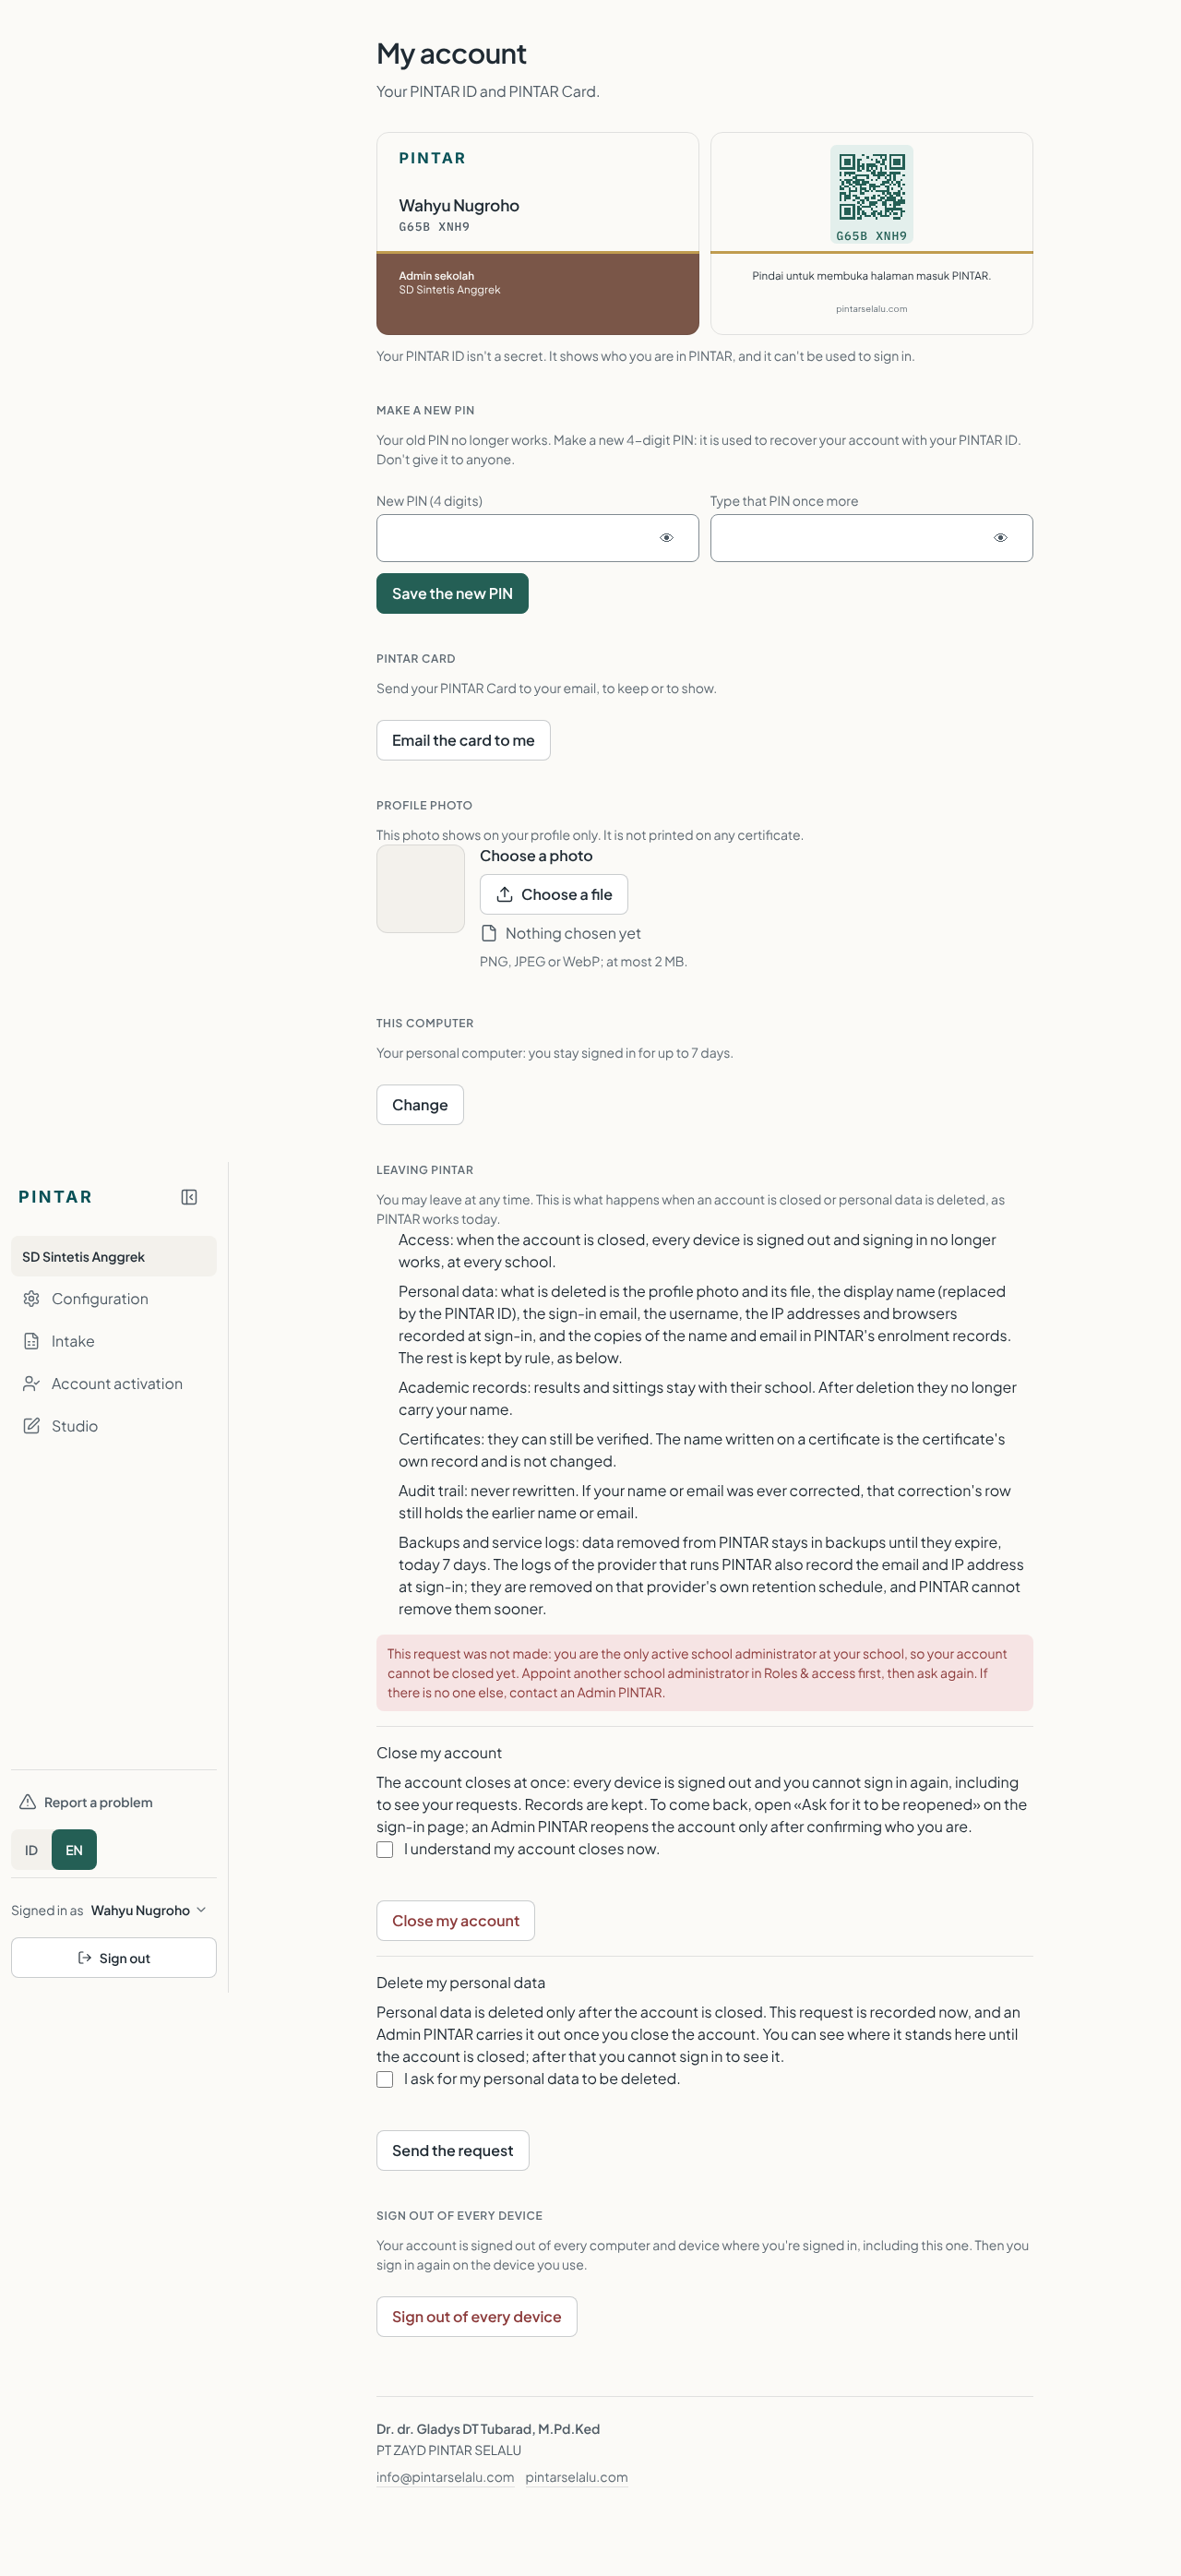 My account
Your PINTAR ID and PINTAR Card.
PINTAR
Wahyu Nugroho
G65B XNH9
Admin sekolah
SD Sintetis Anggrek
G65B XNH9
Pindai untuk membuka halaman masuk PINTAR.
pintarselalu.com
Your PINTAR ID isn't a secret. It shows who you are in PINTAR, and it can't be used to sign in.
MAKE A NEW PIN
Your old PIN no longer works. Make a new 4-digit PIN: it is used to recover your account with your PINTAR ID.
Don't give it to anyone.
New PIN (4 digits)
Type that PIN once more
Save the new PIN
PINTAR CARD
Send your PINTAR Card to your email, to keep or to show.
Email the card to me
PROFILE PHOTO
This photo shows on your profile only. It is not printed on any certificate.
Choose a photo
Choose a file
Nothing chosen yet
PNG, JPEG or WebP; at most 2 MB.
THIS COMPUTER
Your personal computer: you stay signed in for up to 7 days.
Change
PINTAR
SD Sintetis Anggrek
Configuration
Intake
Account activation
Studio
Report a problem
ID
EN
Signed in as Wahyu Nugroho
Sign out
LEAVING PINTAR
You may leave at any time. This is what happens when an account is closed or personal data is deleted, as
PINTAR works today.
Access: when the account is closed, every device is signed out and signing in no longer
works, at every school.
Personal data: what is deleted is the profile photo and its file, the display name (replaced
by the PINTAR ID), the sign-in email, the username, the IP addresses and browsers
recorded at sign-in, and the copies of the name and email in PINTAR's enrolment records.
The rest is kept by rule, as below.
Academic records: results and sittings stay with their school. After deletion they no longer
carry your name.
Certificates: they can still be verified. The name written on a certificate is the certificate's
own record and is not changed.
Audit trail: never rewritten. If your name or email was ever corrected, that correction's row
still holds the earlier name or email.
Backups and service logs: data removed from PINTAR stays in backups until they expire,
today 7 days. The logs of the provider that runs PINTAR also record the email and IP address
at sign-in; they are removed on that provider's own retention schedule, and PINTAR cannot
remove them sooner.
This request was not made: you are the only active school administrator at your school, so your account
cannot be closed yet. Appoint another school administrator in Roles & access first, then ask again. If
there is no one else, contact an Admin PINTAR.
Close my account
The account closes at once: every device is signed out and you cannot sign in again, including
to see your requests. Records are kept. To come back, open «Ask for it to be reopened» on the
sign-in page; an Admin PINTAR reopens the account only after confirming who you are.
I understand my account closes now.
Close my account
Delete my personal data
Personal data is deleted only after the account is closed. This request is recorded now, and an
Admin PINTAR carries it out once you close the account. You can see where it stands here until
the account is closed; after that you cannot sign in to see it.
I ask for my personal data to be deleted.
Send the request
SIGN OUT OF EVERY DEVICE
Your account is signed out of every computer and device where you're signed in, including this one. Then you
sign in again on the device you use.
Sign out of every device
Dr. dr. Gladys DT Tubarad, M.Pd.Ked
PT ZAYD PINTAR SELALU
info@pintarselalu.com pintarselalu.com